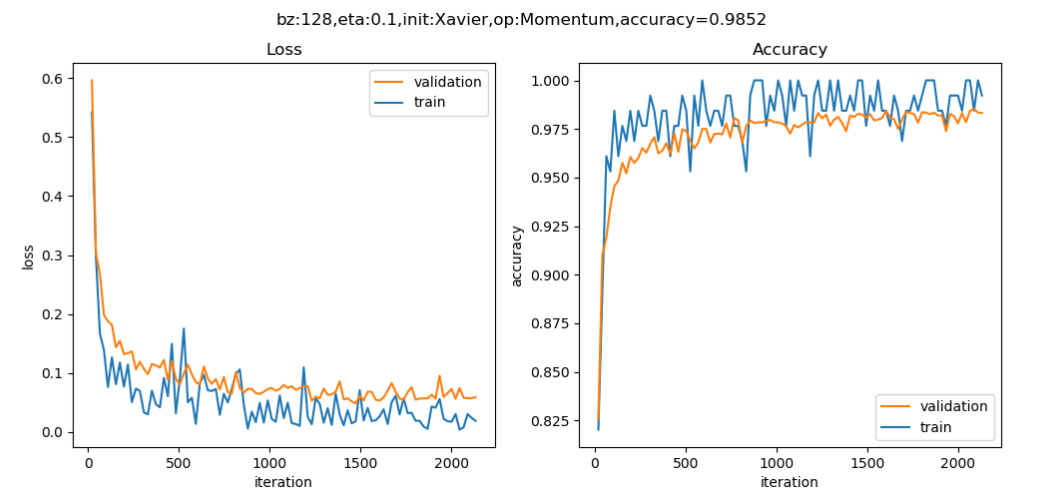 bz:128,eta:0.1,init:Xavier,op:Momentum,accuracy=0.9852
Loss
0.6
0.5
0.4
0.3
0.2
0.1
0.0
loss
validation
train
0
500
1000
1500
2000
iteration
Accuracy
1.000
0.975
0.950
0.925
0.900
0.875
0.850
0.825
accuracy
validation
train
0
500
1000
1500
2000
iteration